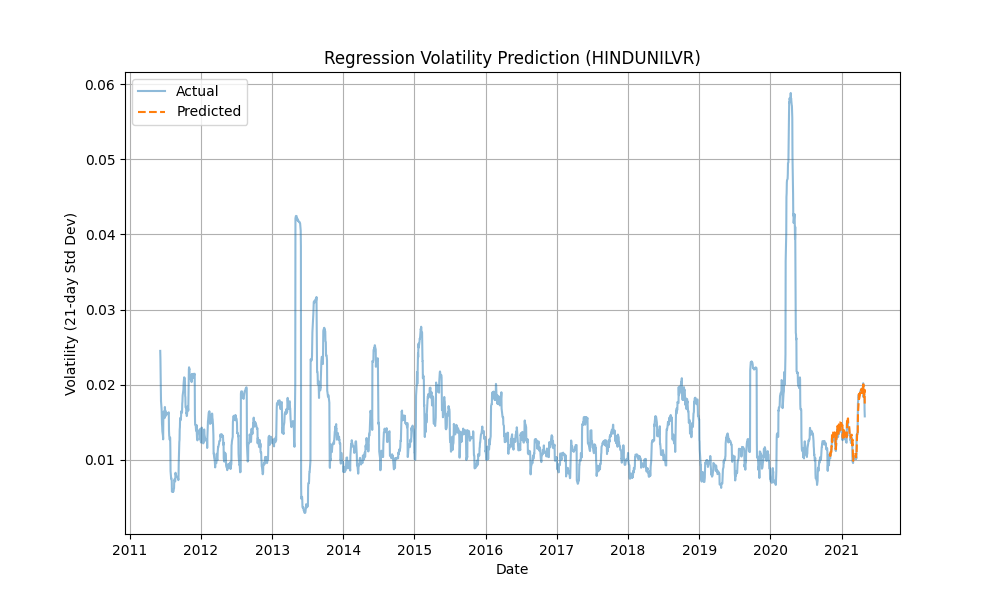 Regression Volatility Prediction (HINDUNILVR)
Actual
Predicted
Volatility (21-day Std Dev)
0.06
0.05
0.04
0.03
0.02
0.01
2011 2012 2013 2014 2015 2016 2017 2018 2019 2020 2021
Date